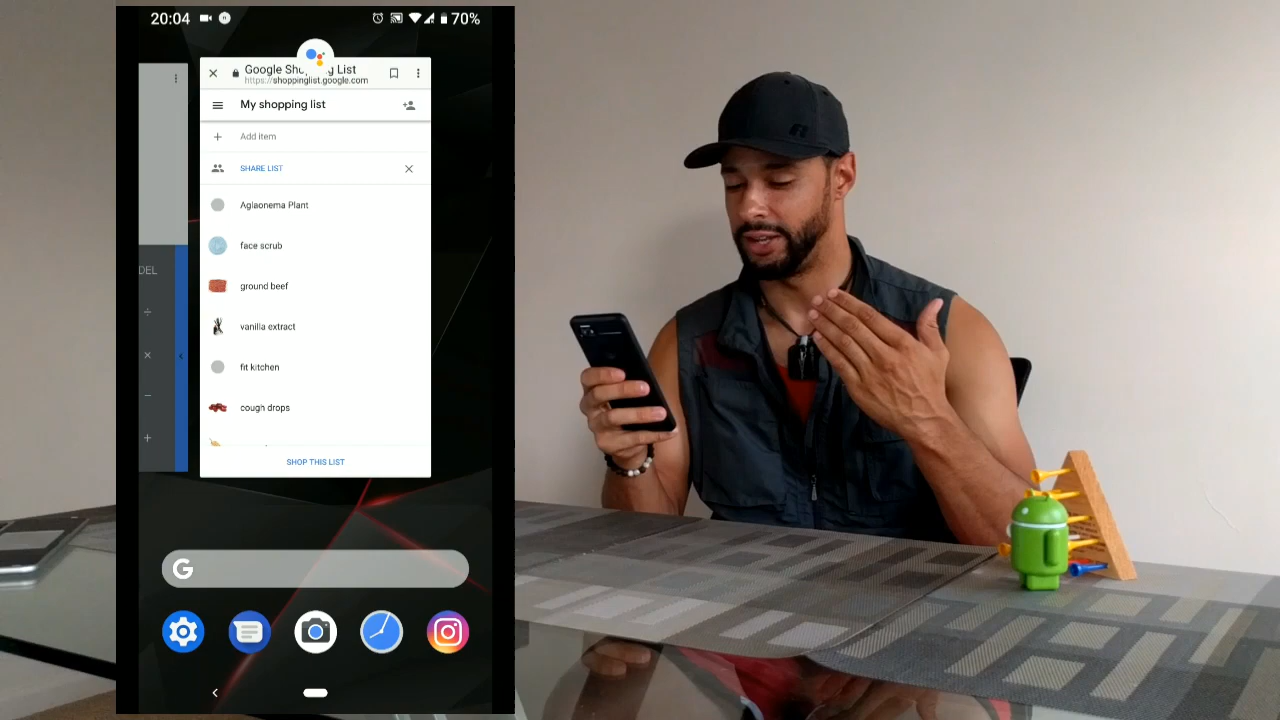 20:04
70%
Google Shopping List
https://shoppinglist.google.com
My shopping list
Add item
SHARE LIST
Aglaonema Plant
face scrub
ground beef
vanilla extract
fit kitchen
cough drops
SHOP THIS LIST
DEL
÷
×
−
+
G